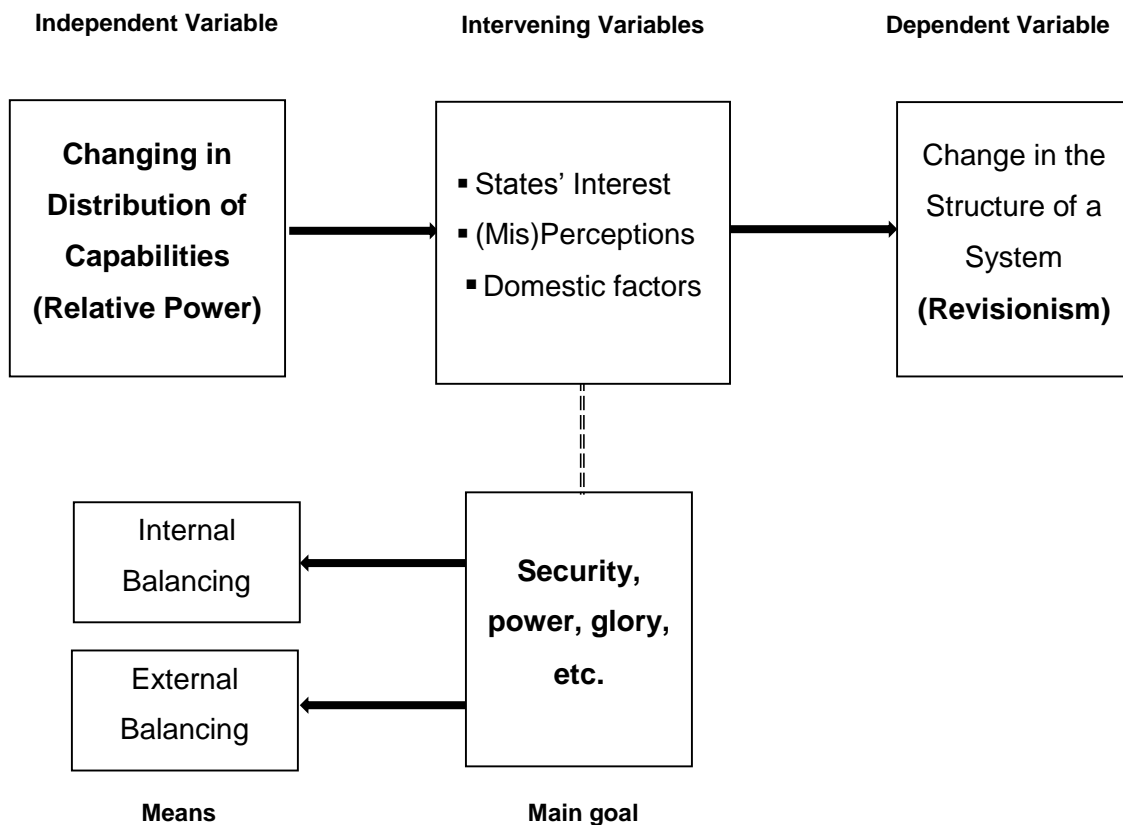 Independent Variable
Intervening Variables
Dependent Variable
Changing in
Distribution of
Capabilities
(Relative Power)
▪ States’ Interest
▪ (Mis)Perceptions
▪ Domestic factors
Change in the
Structure of a
System
(Revisionism)
Internal
Balancing
External
Balancing
Security,
power, glory,
etc.
Means
Main goal